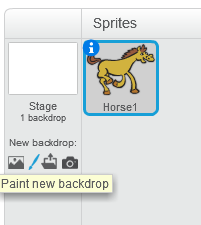 Sprites
Stage
1 backdrop
Horse1
New backdrop:
Paint new backdrop